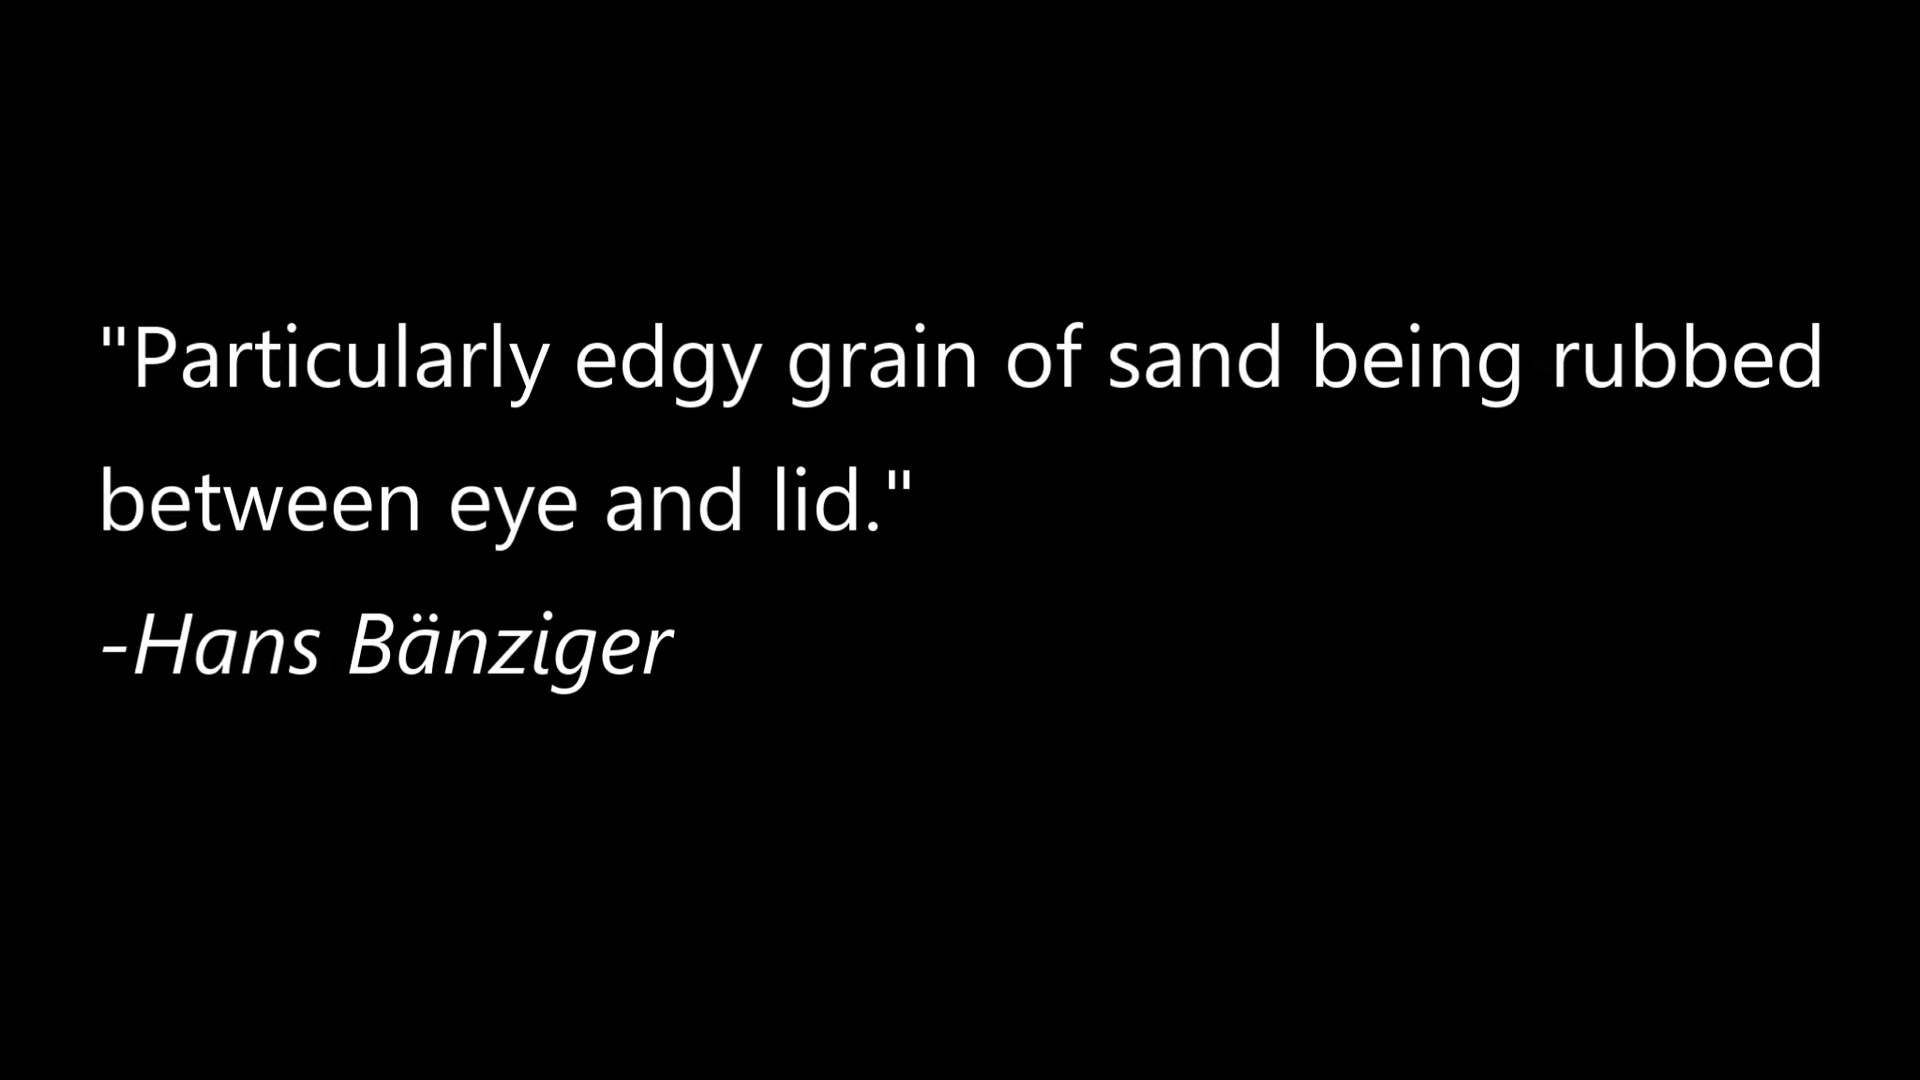 "Particularly edgy grain of sand being rubbed
between eye and lid."
-Hans Bänziger